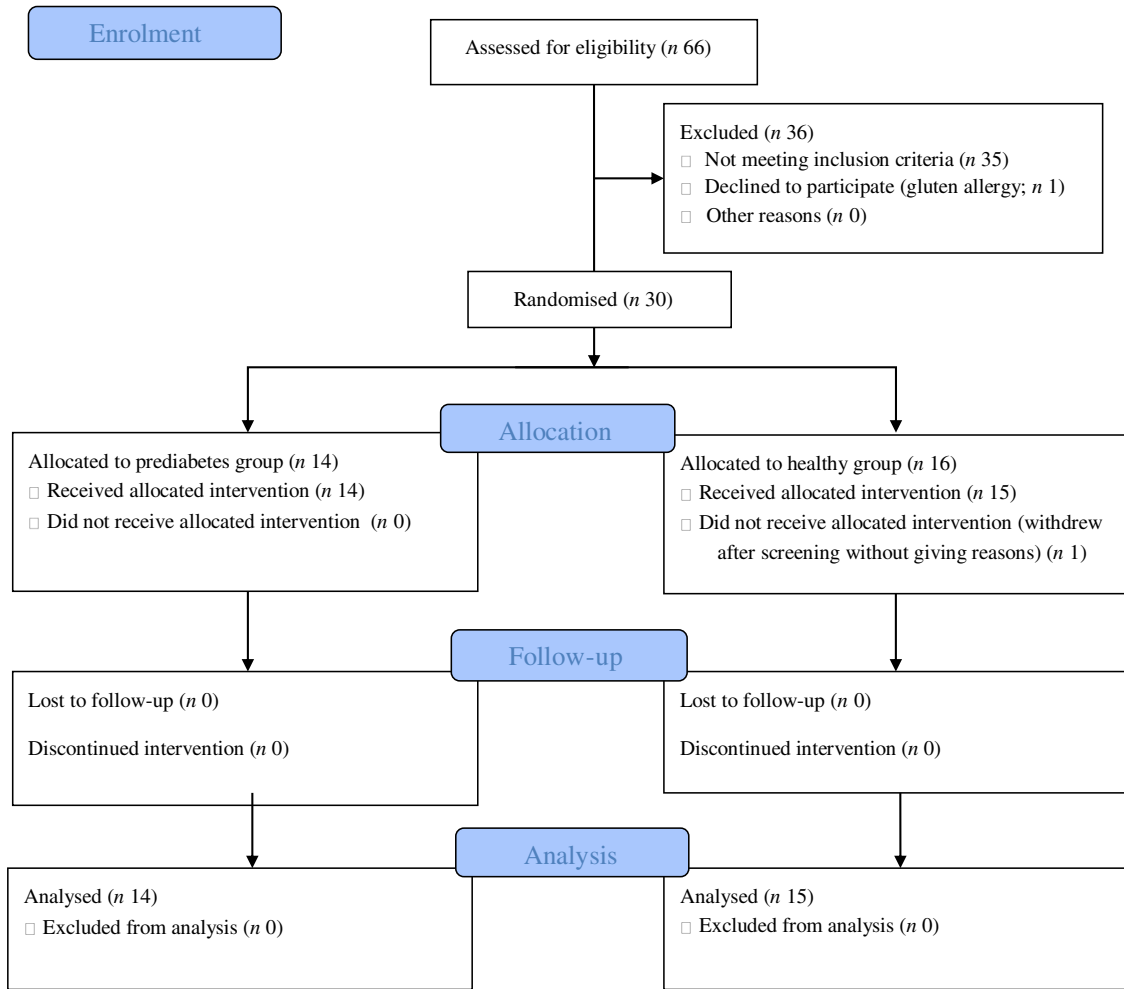 Enrolment
Assessed for eligibility (n 66)
Excluded (n 36)
□ Not meeting inclusion criteria (n 35)
□ Declined to participate (gluten allergy; n 1)
□ Other reasons (n 0)
Randomised (n 30)
Allocation
Allocated to prediabetes group (n 14)
□ Received allocated intervention (n 14)
□ Did not receive allocated intervention (n 0)
Allocated to healthy group (n 16)
□ Received allocated intervention (n 15)
□ Did not receive allocated intervention (withdrew
after screening without giving reasons) (n 1)
Follow-up
Lost to follow-up (n 0)
Discontinued intervention (n 0)
Lost to follow-up (n 0)
Discontinued intervention (n 0)
Analysis
Analysed (n 14)
□ Excluded from analysis (n 0)
Analysed (n 15)
□ Excluded from analysis (n 0)